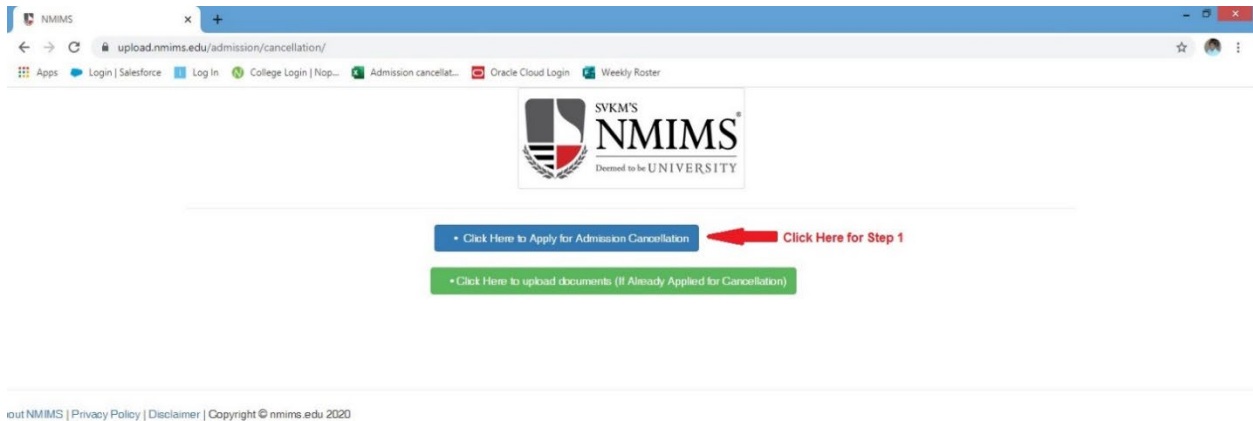 NMIMS
upload.nmims.edu/admission/cancellation/
Apps Login | Salesforce Log In College Login | Nop... Admission cancellat... Oracle Cloud Login Weekly Roster
SVKM'S
NMIMS®
Deemed to be UNIVERSITY
• Click Here to Apply for Admission Cancellation
Click Here for Step 1
• Click Here to upload documents (If Already Applied for Cancellation)
out NMIMS | Privacy Policy | Disclaimer | Copyright © nmims.edu 2020